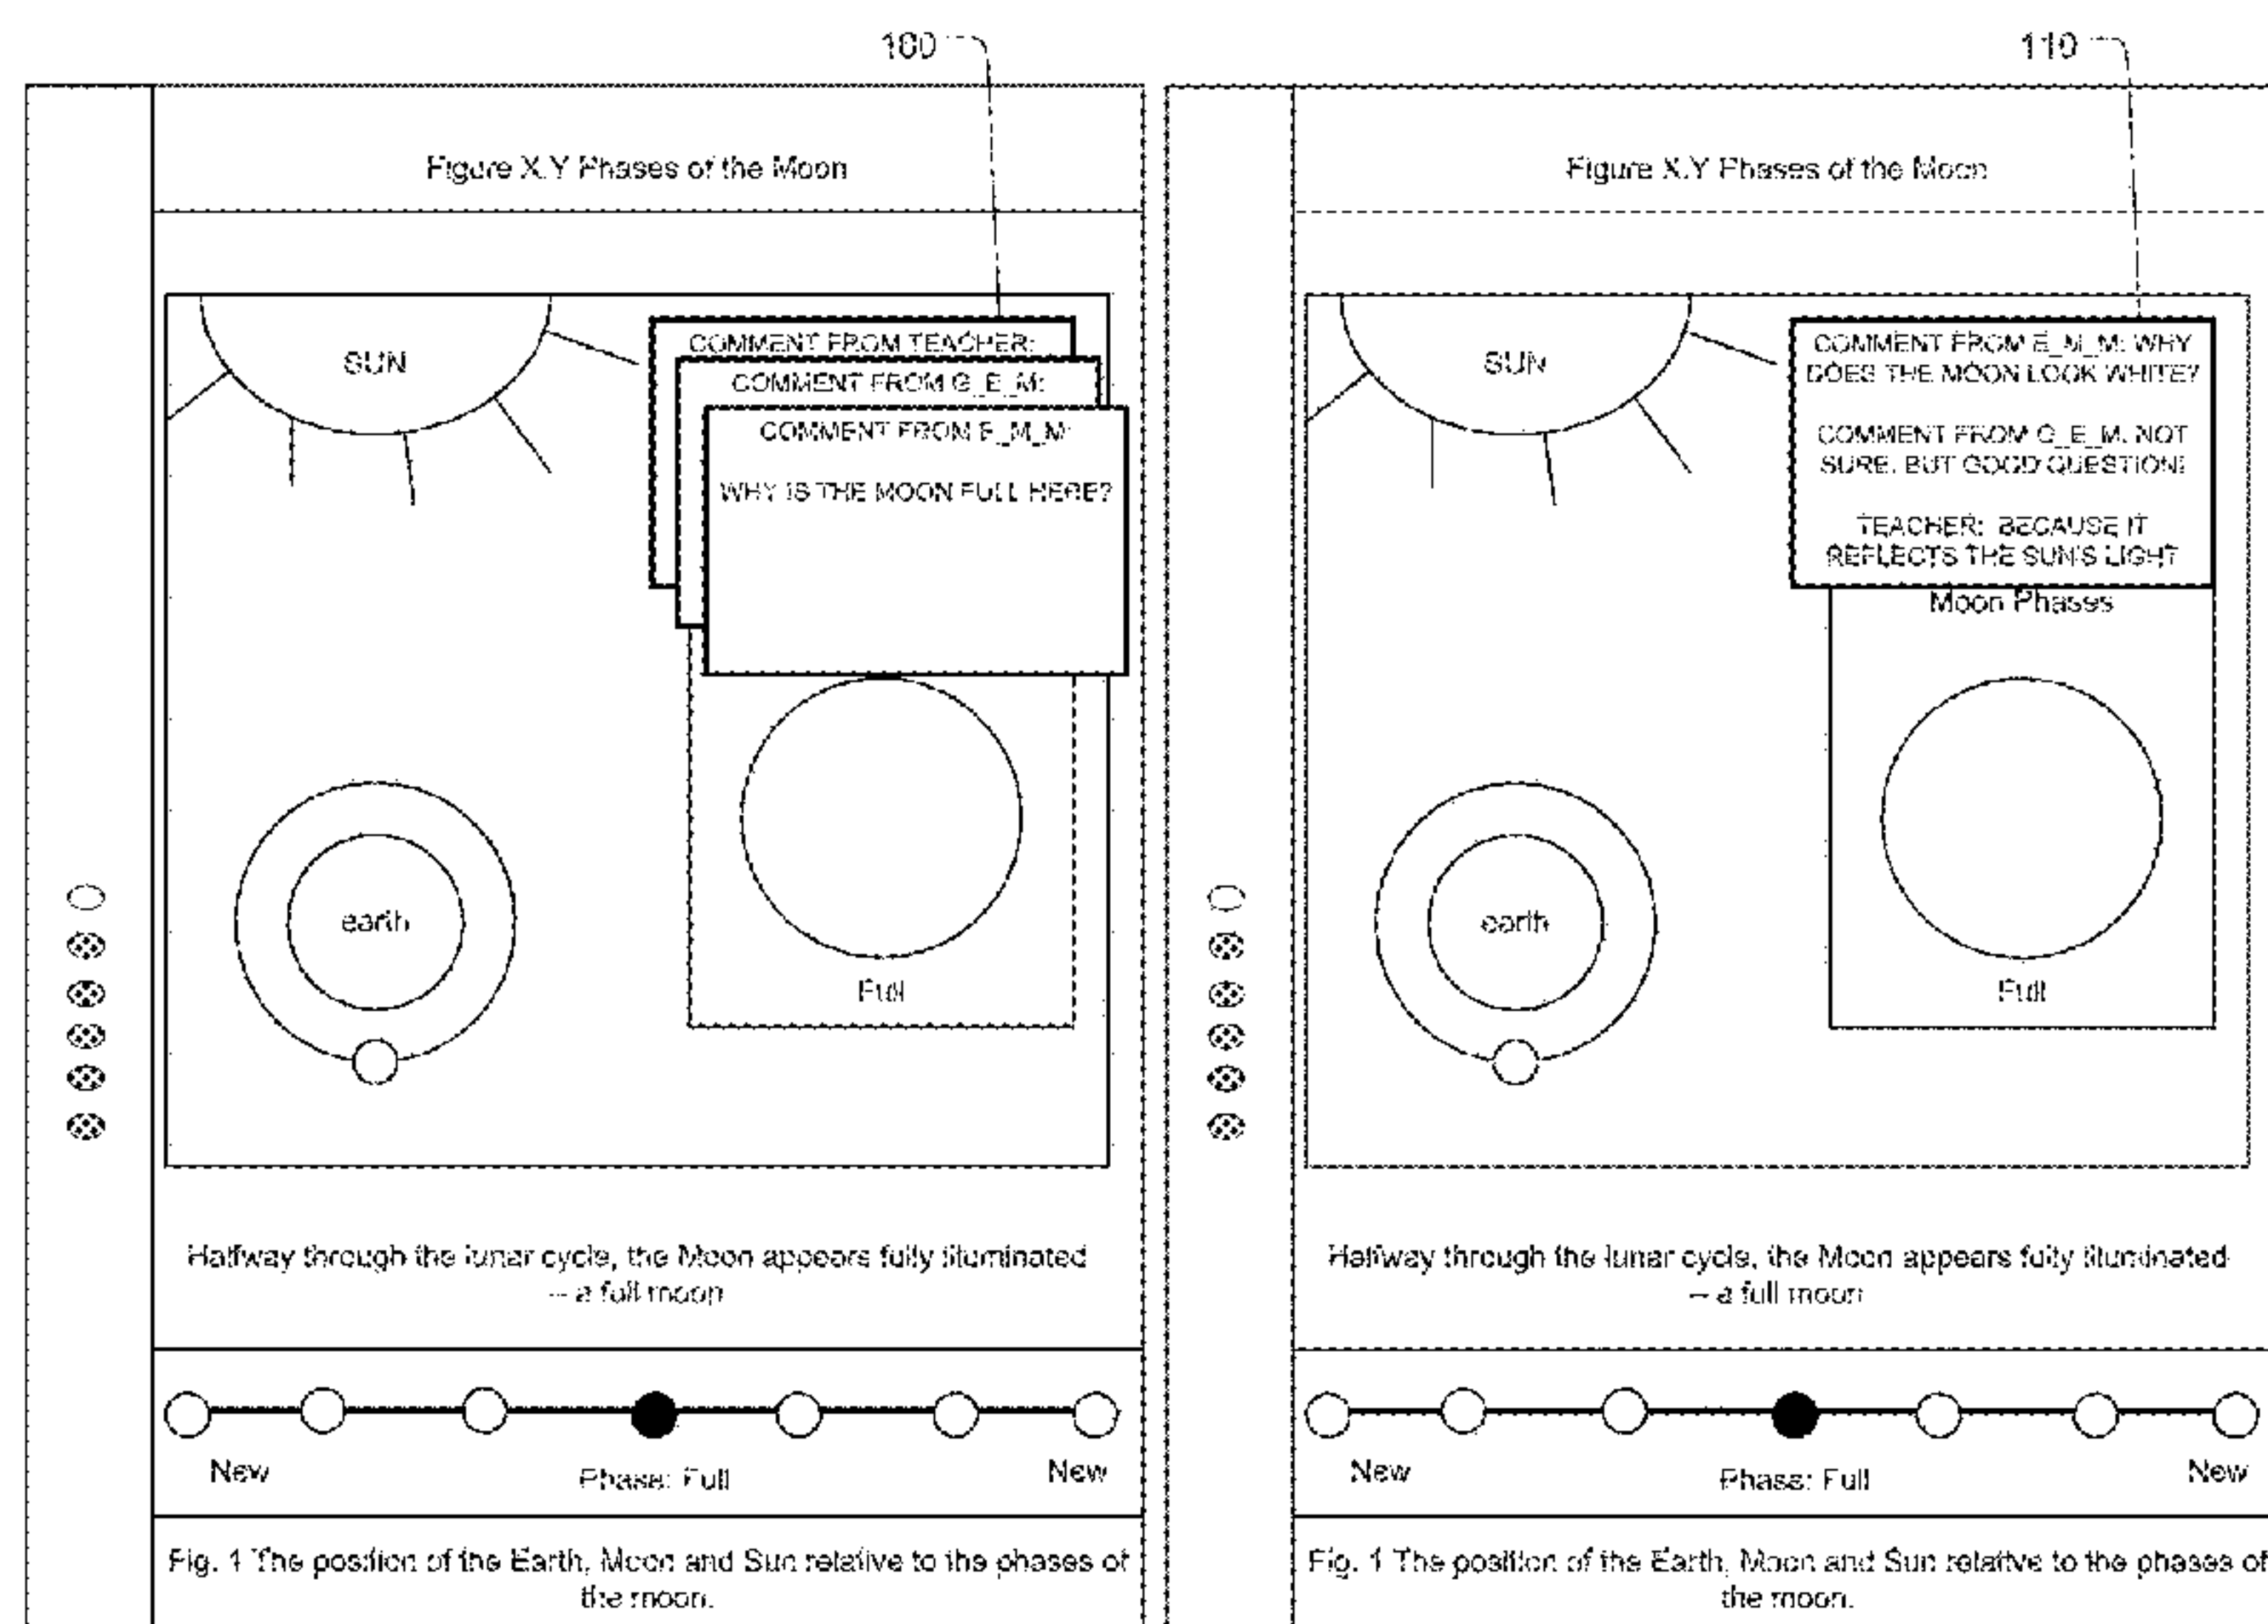 100
Figure X.Y Phases of the Moon
SUN
COMMENT FROM TEACHER:
COMMENT FROM G_E_M:
COMMENT FROM E_M_M:
WHY IS THE MOON FULL HERE?
earth
Full
Halfway through the lunar cycle, the Moon appears fully illuminated
– a full moon
New
Phase: Full
New
Fig. 1 The position of the Earth, Moon and Sun relative to the phases of
the moon.
110
Figure X.Y Phases of the Moon
SUN
COMMENT FROM E_M_M: WHY
DOES THE MOON LOOK WHITE?
COMMENT FROM G_E_M: NOT
SURE, BUT GOOD QUESTION!
TEACHER: BECAUSE IT
REFLECTS THE SUN'S LIGHT
Moon Phases
earth
Full
Halfway through the lunar cycle, the Moon appears fully illuminated
– a full moon
New
Phase: Full
New
Fig. 1 The position of the Earth, Moon and Sun relative to the phases of
the moon.